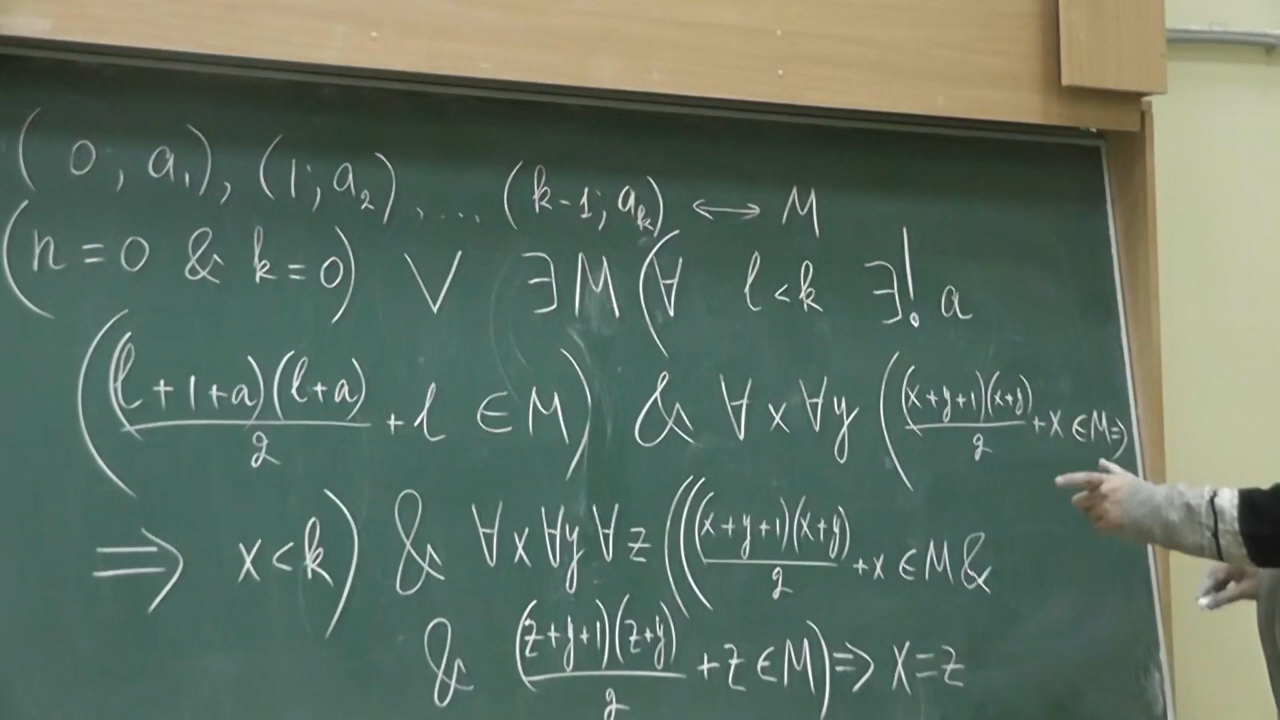 (0, a₁), (1; a₂), .... (k-1; aₖ) ↔ M
(n = 0 & k = 0) ∨ ∃M (∀ l < k ∃! a
( (l+1+a)(l+a) / 2 + l ∈ M) & ∀x∀y ( (x+y+1)(x+y) / 2 + x ∈ M ⇒
⇒ x < k) & ∀x∀y∀z ((( (x+y+1)(x+y) / 2 + x ∈ M &
& (z+y+1)(z+y) / 2 + z ∈ M) ⇒ x = z